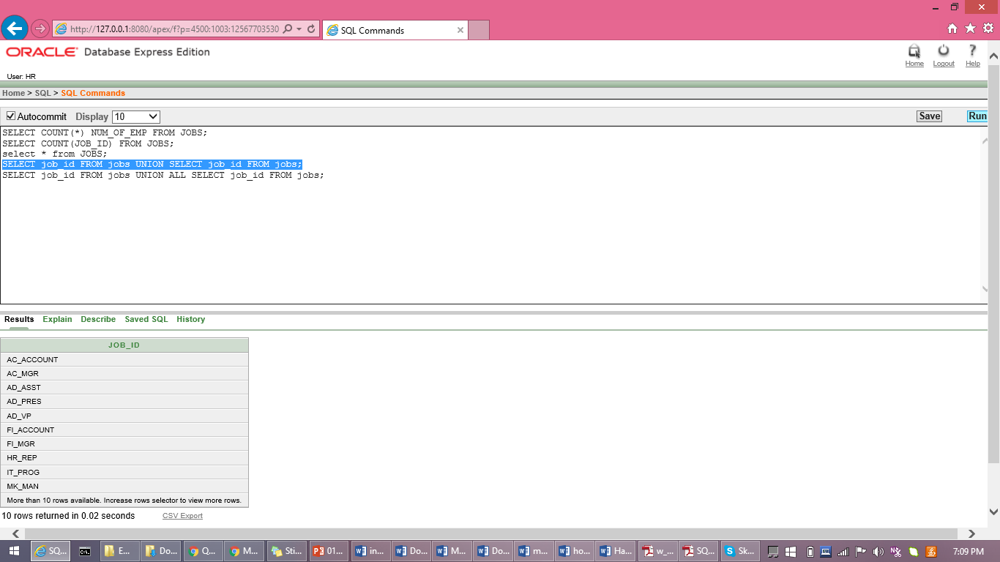 http://127.0.0.1:8080/apex/f?p=4500:1003:12567703530
SQL Commands
ORACLE® Database Express Edition
Home
Logout
Help
User: HR
Home > SQL > SQL Commands
Autocommit Display 10
Save
Run
SELECT COUNT(*) NUM_OF_EMP FROM JOBS;
SELECT COUNT(JOB_ID) FROM JOBS;
select * from JOBS;
SELECT job_id FROM jobs UNION SELECT job_id FROM jobs;
SELECT job_id FROM jobs UNION ALL SELECT job_id FROM jobs;
Results Explain Describe Saved SQL History
JOB_ID
AC_ACCOUNT
AC_MGR
AD_ASST
AD_PRES
AD_VP
FI_ACCOUNT
FI_MGR
HR_REP
IT_PROG
MK_MAN
More than 10 rows available. Increase rows selector to view more rows.
10 rows returned in 0.02 seconds
CSV Export
SQ... C:\. E... Do... Q... M... Sti... 01... in... Do... M... Do... m... ho... Ha... w_... SQ... Sk... 7:09 PM